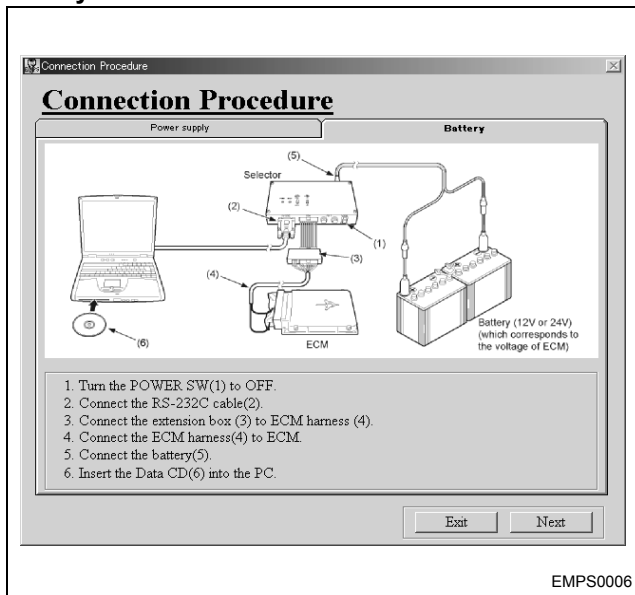 Connection Procedure
Connection Procedure
Power supply
Battery
Selector
(5)
(2)
(1)
(3)
(4)
(6)
ECM
Battery (12V or 24V)
(which corresponds to
the voltage of ECM)
1. Turn the POWER SW(1) to OFF.
2. Connect the RS-232C cable(2).
3. Connect the extension box (3) to ECM harness (4).
4. Connect the ECM harness(4) to ECM.
5. Connect the battery(5).
6. Insert the Data CD(6) into the PC.
Exit
Next
EMPS0006